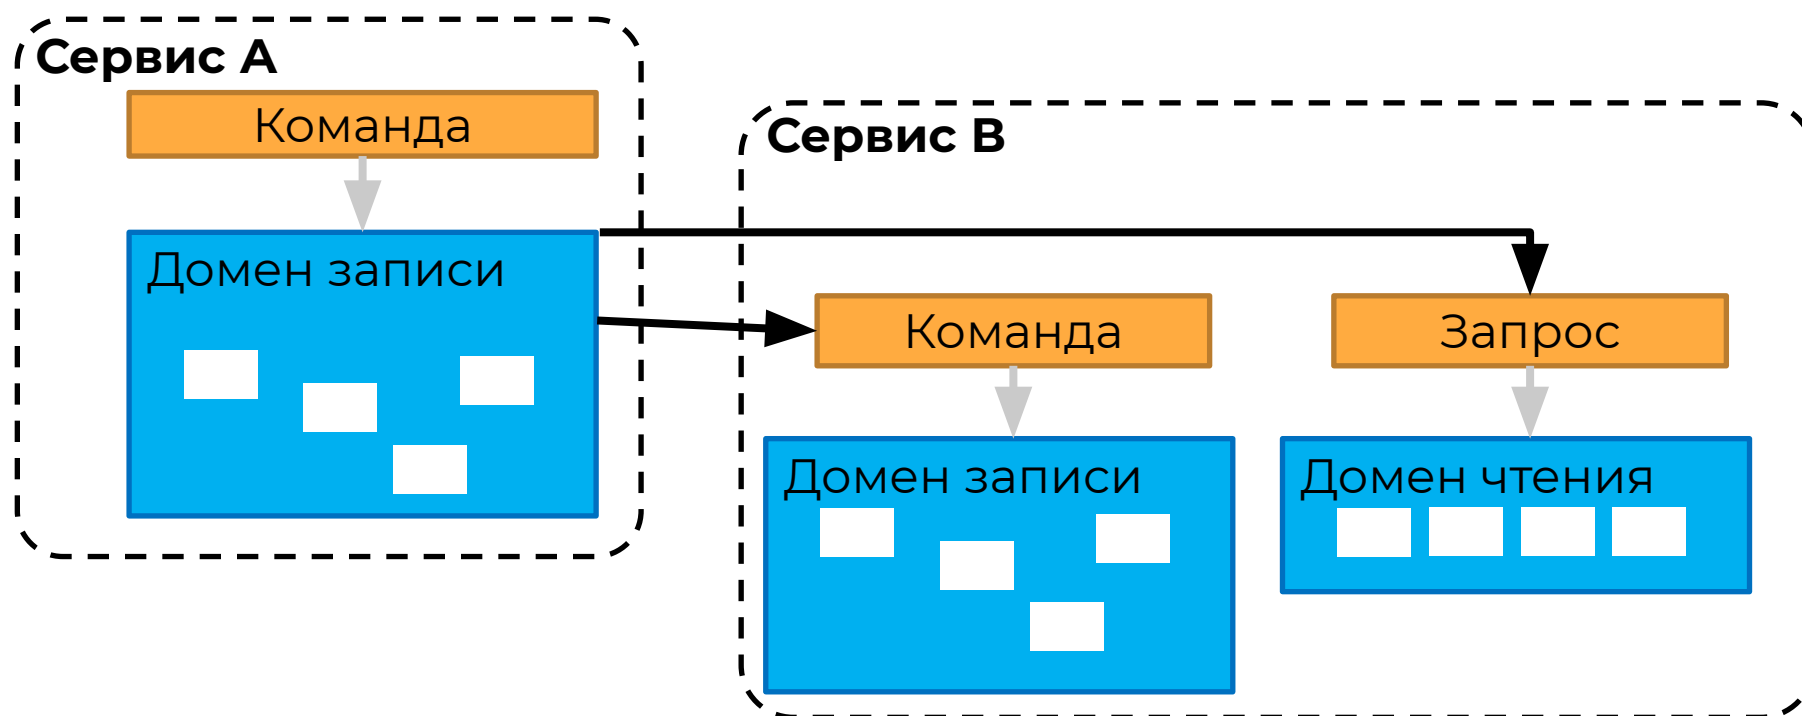 Сервис А
Команда
Домен записи
Сервис В
Команда
Запрос
Домен записи
Домен чтения